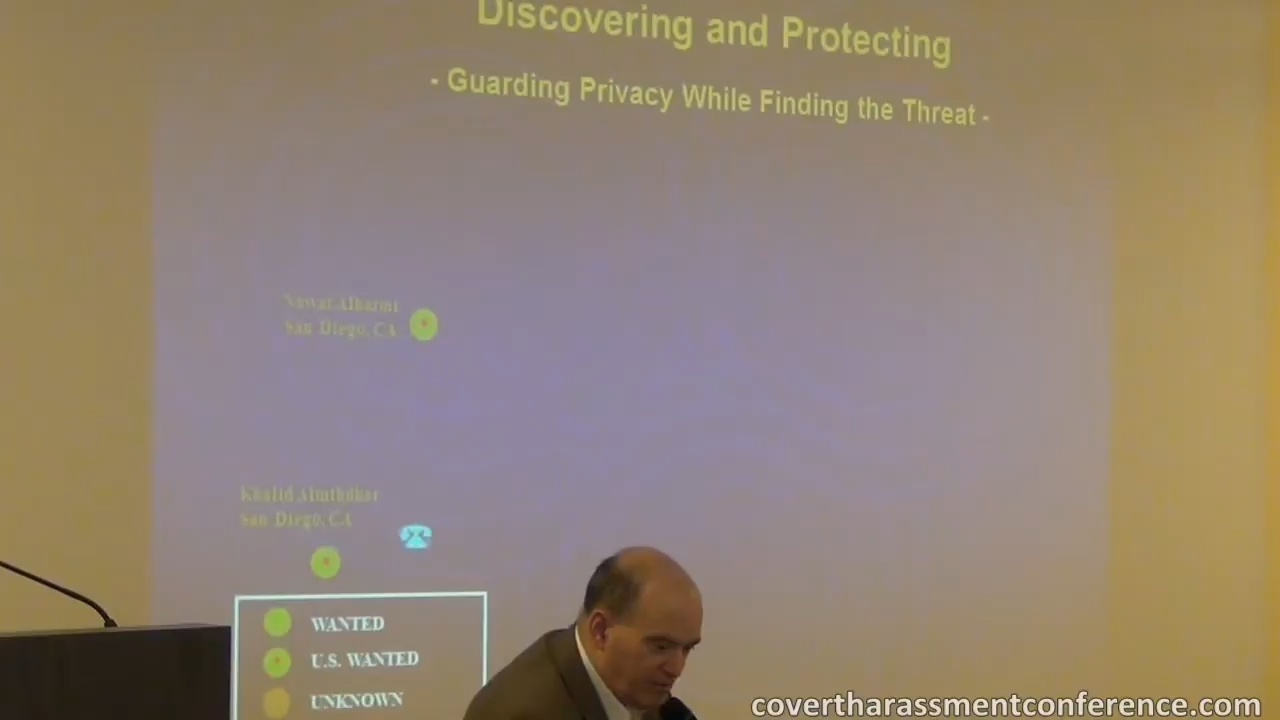 Discovering and Protecting
- Guarding Privacy While Finding the Threat -
Nawaf Alhazmi
San Diego, CA
Khalid Almihdhar
San Diego, CA
WANTED
U.S. WANTED
UNKNOWN
covertharassmentconference.com